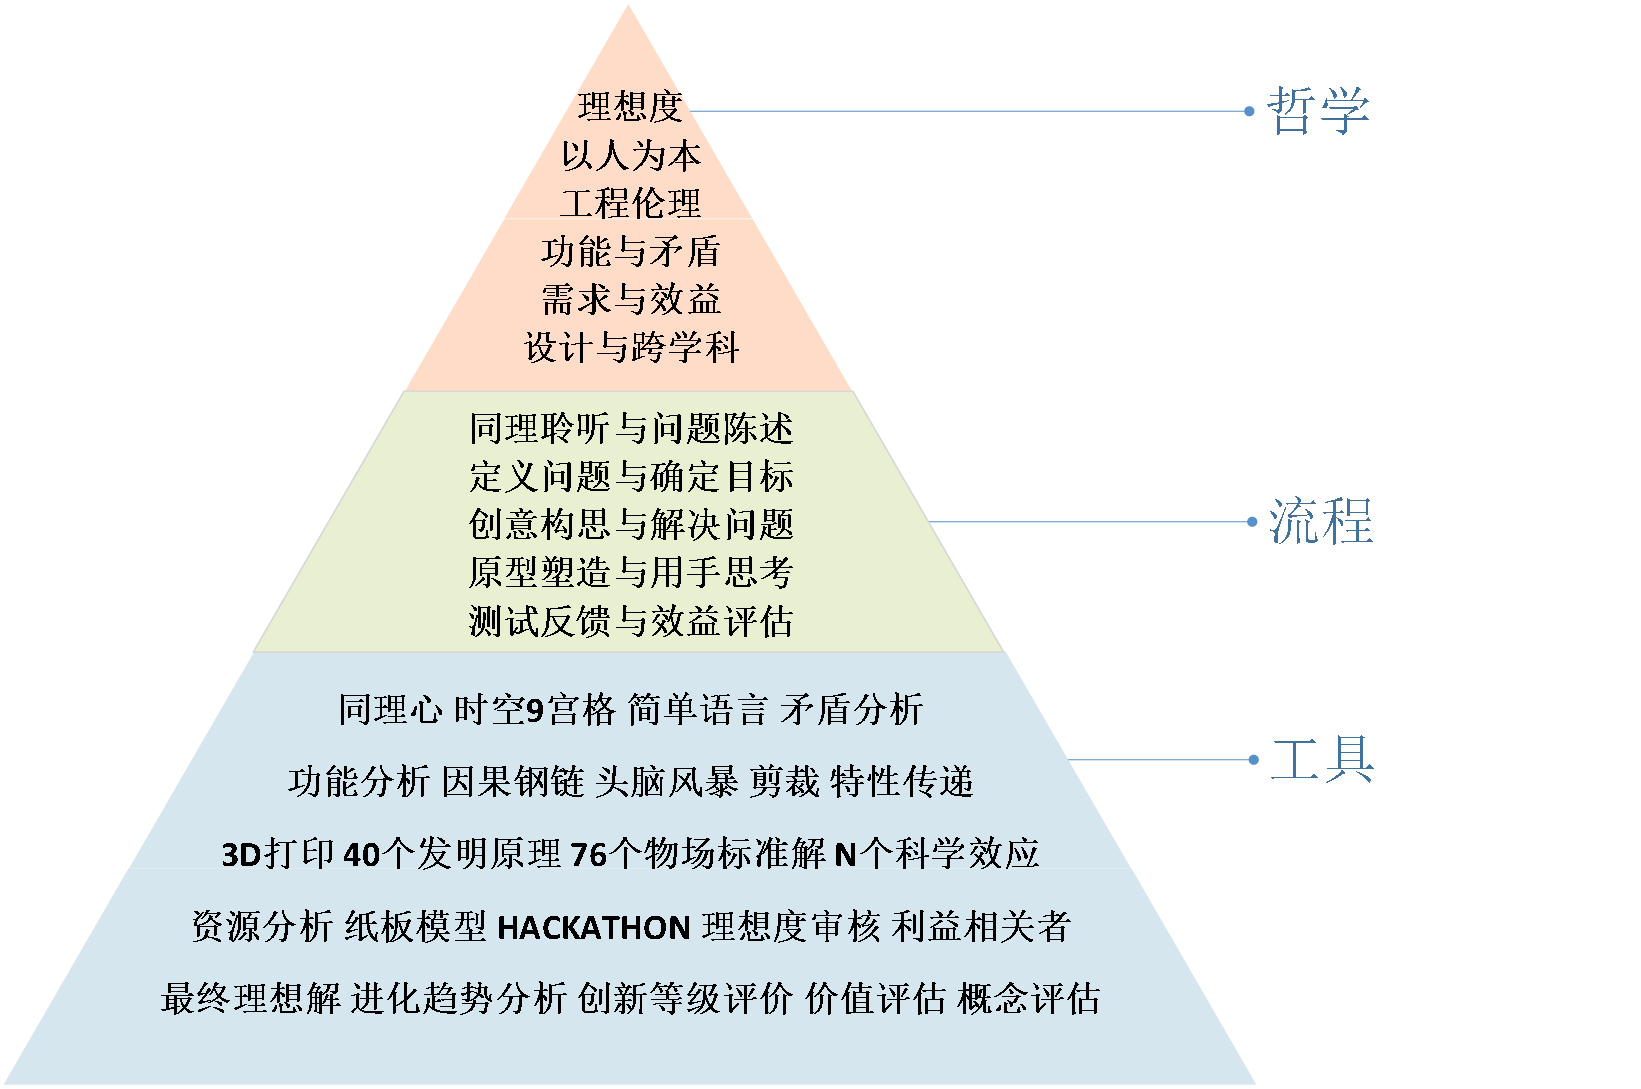 理想度
哲学
以人为本
工程伦理
功能与矛盾
需求与效益
设计与跨学科
同理聆听与问题陈述
定义问题与确定目标
创意构思与解决问题
流程
原型塑造与用手思考
测试反馈与效益评估
同理心 时空9宫格 简单语言 矛盾分析
工具
功能分析 因果钢链 头脑风暴 剪裁 特性传递
3D打印 40个发明原理 76个物场标准解 N个科学效应
资源分析 纸板模型 HACKATHON 理想度审核 利益相关者
最终理想解 进化趋势分析 创新等级评价 价值评估 概念评估